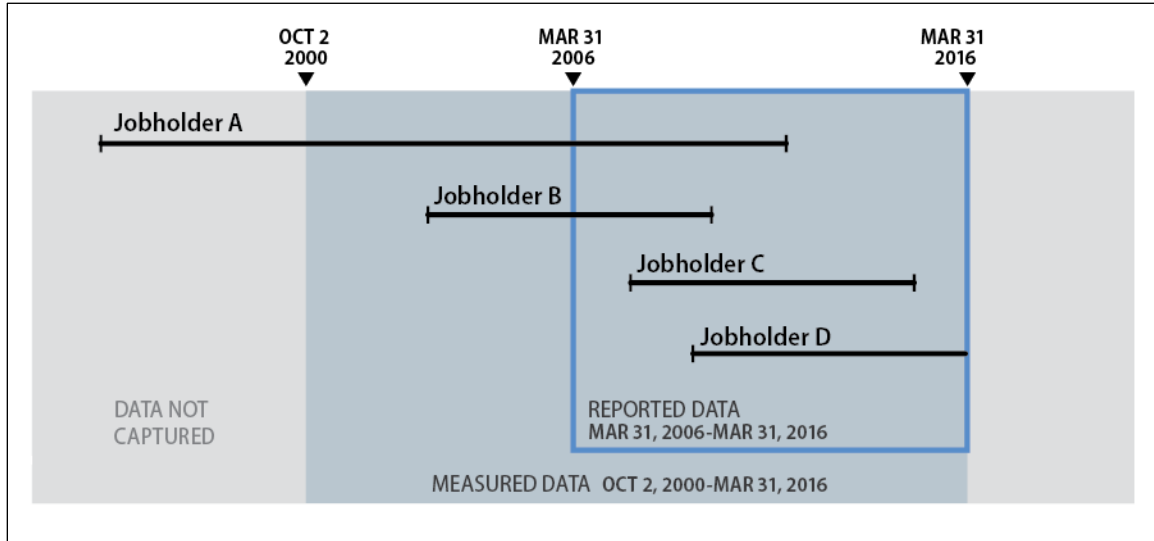 OCT 2
2000
MAR 31
2006
MAR 31
2016
Jobholder A
Jobholder B
Jobholder C
Jobholder D
DATA NOT
CAPTURED
REPORTED DATA
MAR 31, 2006-MAR 31, 2016
MEASURED DATA OCT 2, 2000-MAR 31, 2016